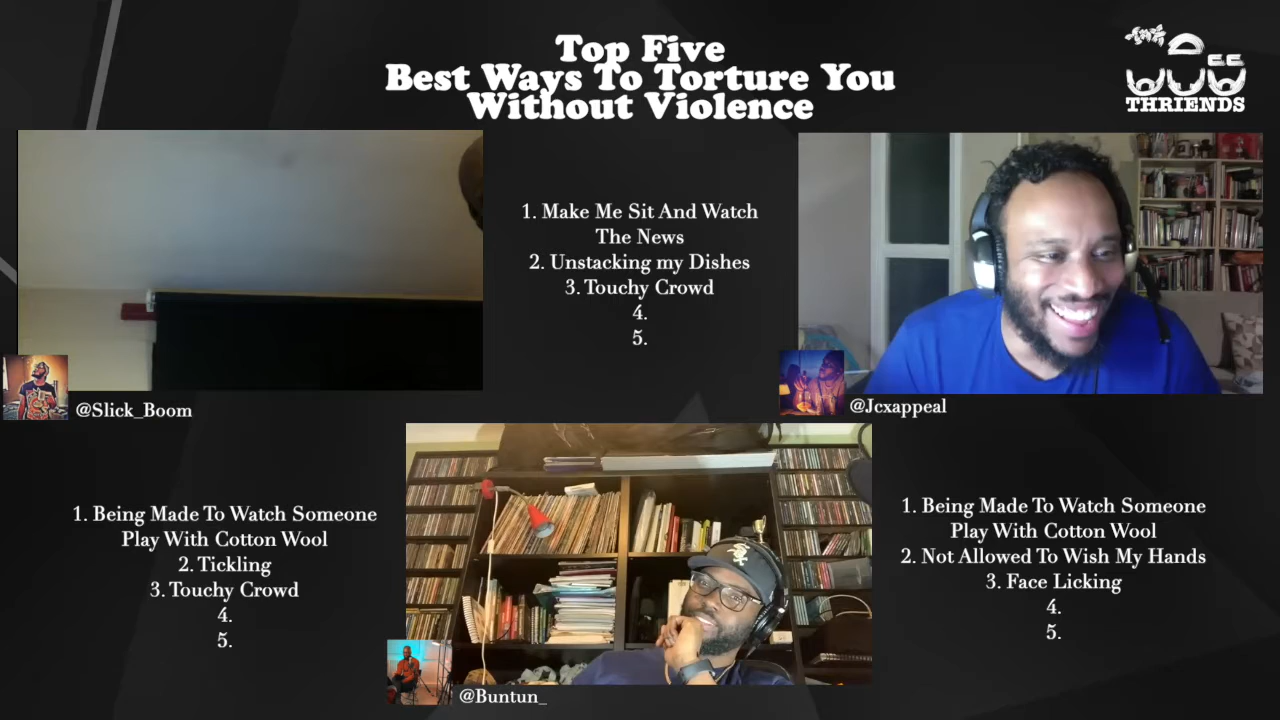 Top Five
Best Ways To Torture You
Without Violence
THRIENDS
1. Make Me Sit And Watch
The News
2. Unstacking my Dishes
3. Touchy Crowd
4.
5.
@Slick_Boom
@Jcxappeal
1. Being Made To Watch Someone
Play With Cotton Wool
2. Tickling
3. Touchy Crowd
4.
5.
@Buntun_
1. Being Made To Watch Someone
Play With Cotton Wool
2. Not Allowed To Wish My Hands
3. Face Licking
4.
5.